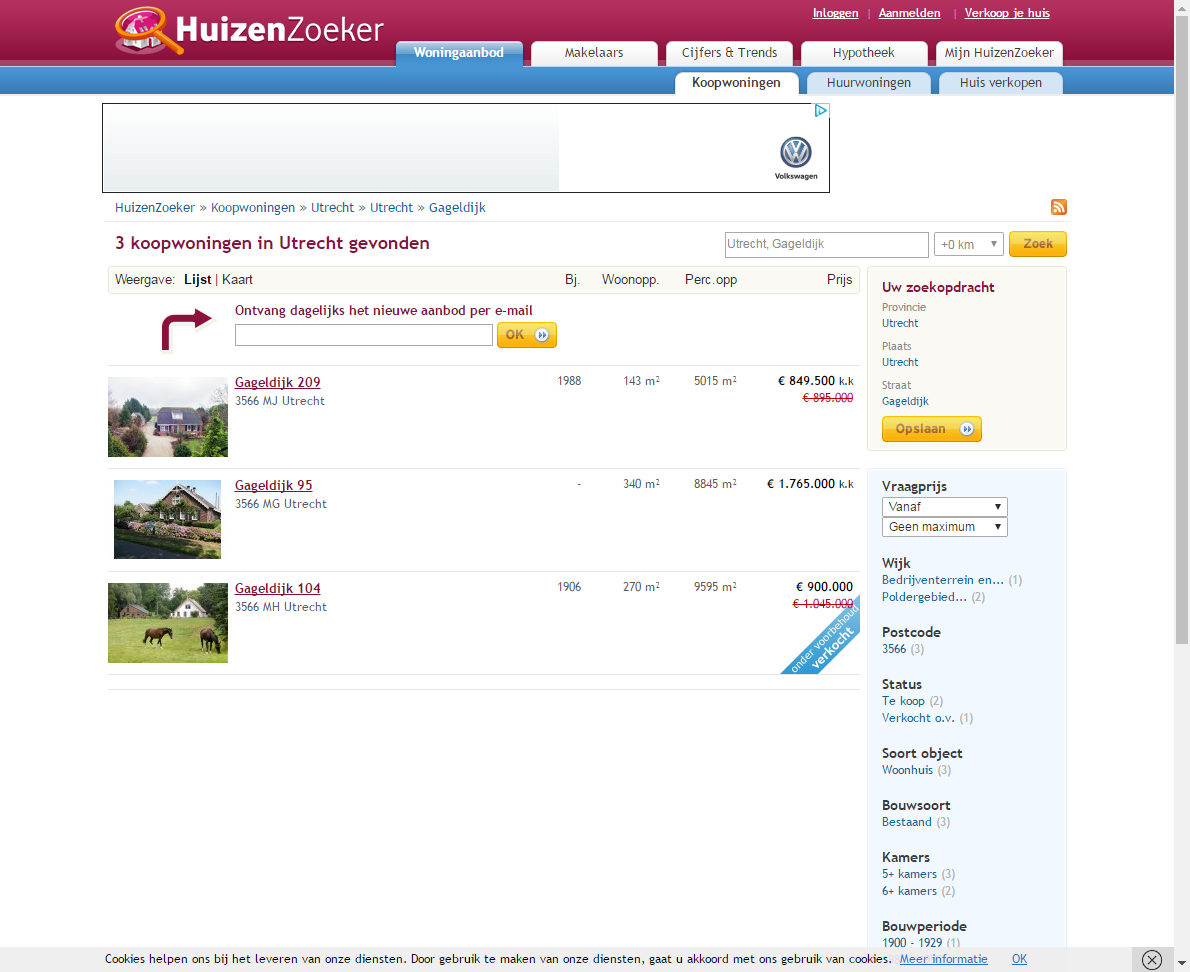 HuizenZoeker
Inloggen | Aanmelden | Verkoop je huis
Woningaanbod Makelaars Cijfers & Trends Hypotheek Mijn HuizenZoeker
Koopwoningen Huurwoningen Huis verkopen
Volkswagen
HuizenZoeker » Koopwoningen » Utrecht » Utrecht » Gageldijk
3 koopwoningen in Utrecht gevonden
Utrecht, Gageldijk +0 km ▼ Zoek
Weergave: Lijst | Kaart Bj. Woonopp. Perc.opp Prijs
Ontvang dagelijks het nieuwe aanbod per e-mail
OK
Gageldijk 209 1988 143 m² 5015 m² € 849.500 k.k
3566 MJ Utrecht € 895.000
Gageldijk 95 - 340 m² 8845 m² € 1.765.000 k.k
3566 MG Utrecht
Gageldijk 104 1906 270 m² 9595 m² € 900.000
3566 MH Utrecht € 1.045.000
onder voorbehoud
verkocht
Uw zoekopdracht
Provincie
Utrecht
Plaats
Utrecht
Straat
Gageldijk
Opslaan
Vraagprijs
Vanaf ▼
Geen maximum ▼
Wijk
Bedrijventerrein en... (1)
Poldergebied... (2)
Postcode
3566 (3)
Status
Te koop (2)
Verkocht o.v. (1)
Soort object
Woonhuis (3)
Bouwsoort
Bestaand (3)
Kamers
5+ kamers (3)
6+ kamers (2)
Bouwperiode
1900 - 1929 (1)
Cookies helpen ons bij het leveren van onze diensten. Door gebruik te maken van onze diensten, gaat u akkoord met ons gebruik van cookies. Meer informatie OK